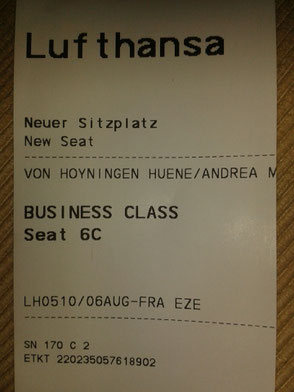 Lufthansa
Neuer Sitzplatz
New Seat
VON HOYNINGEN HUENE/ANDREA M
BUSINESS CLASS
Seat 6C
LH0510/06AUG-FRA EZE
SN 170 C 2
ETKT 220235057618902